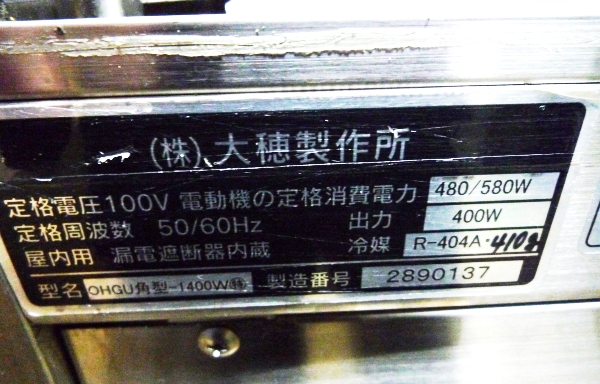 (株)大穂製作所
定格電圧100V 電動機の定格消費電力 480/580W
定格周波数 50/60Hz 出力 400W
屋内用 漏電遮断器内蔵 冷媒 R-404A・410g
型名 OHGU角型-1400W 製造番号 2890137